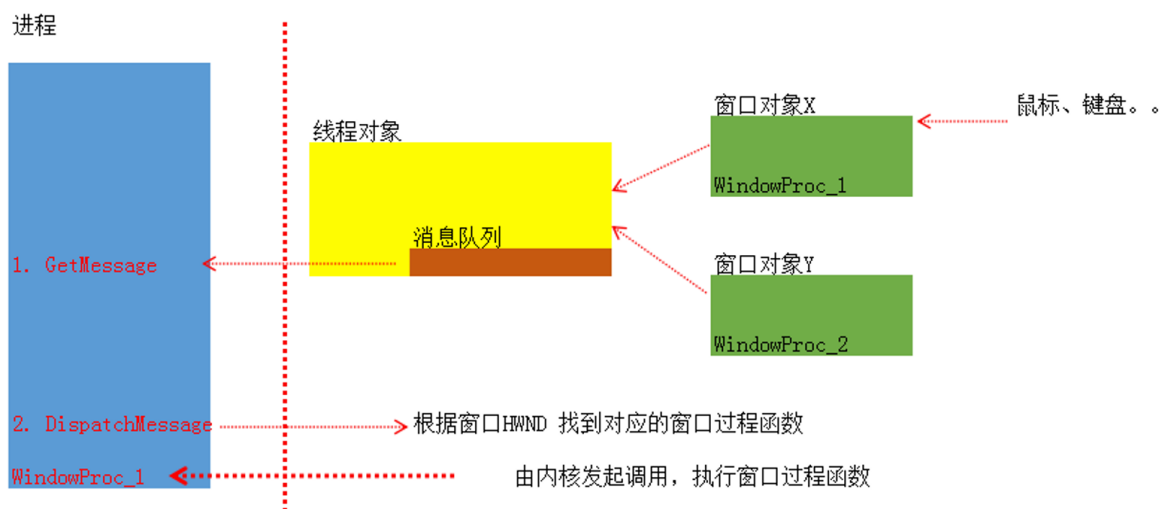 进程
窗口对象X
鼠标、键盘。。
线程对象
WindowProc_1
消息队列
1. GetMessage
窗口对象Y
WindowProc_2
2. DispatchMessage
根据窗口HWND 找到对应的窗口过程函数
WindowProc_1
由内核发起调用，执行窗口过程函数